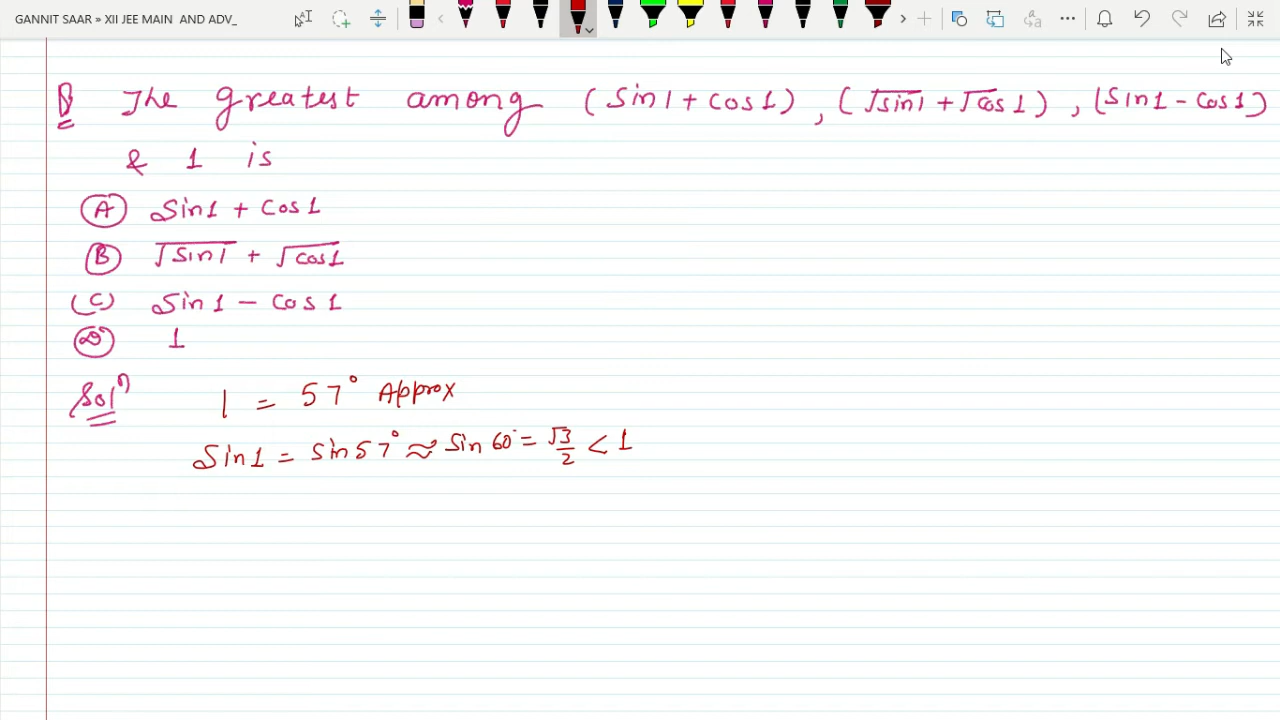 GANNIT SAAR » XII JEE MAIN AND ADV_
Q The greatest among (sin1 + cos1), (√sin1 + √cos1), (sin1 - cos1)
& 1 is
(A) sin1 + cos1
(B) √sin1 + √cos1
(C) sin1 - cos1
(D) 1
Solⁿ 1 = 57° Approx
sin1 = sin57° ≈ sin60° = √3/2 < 1